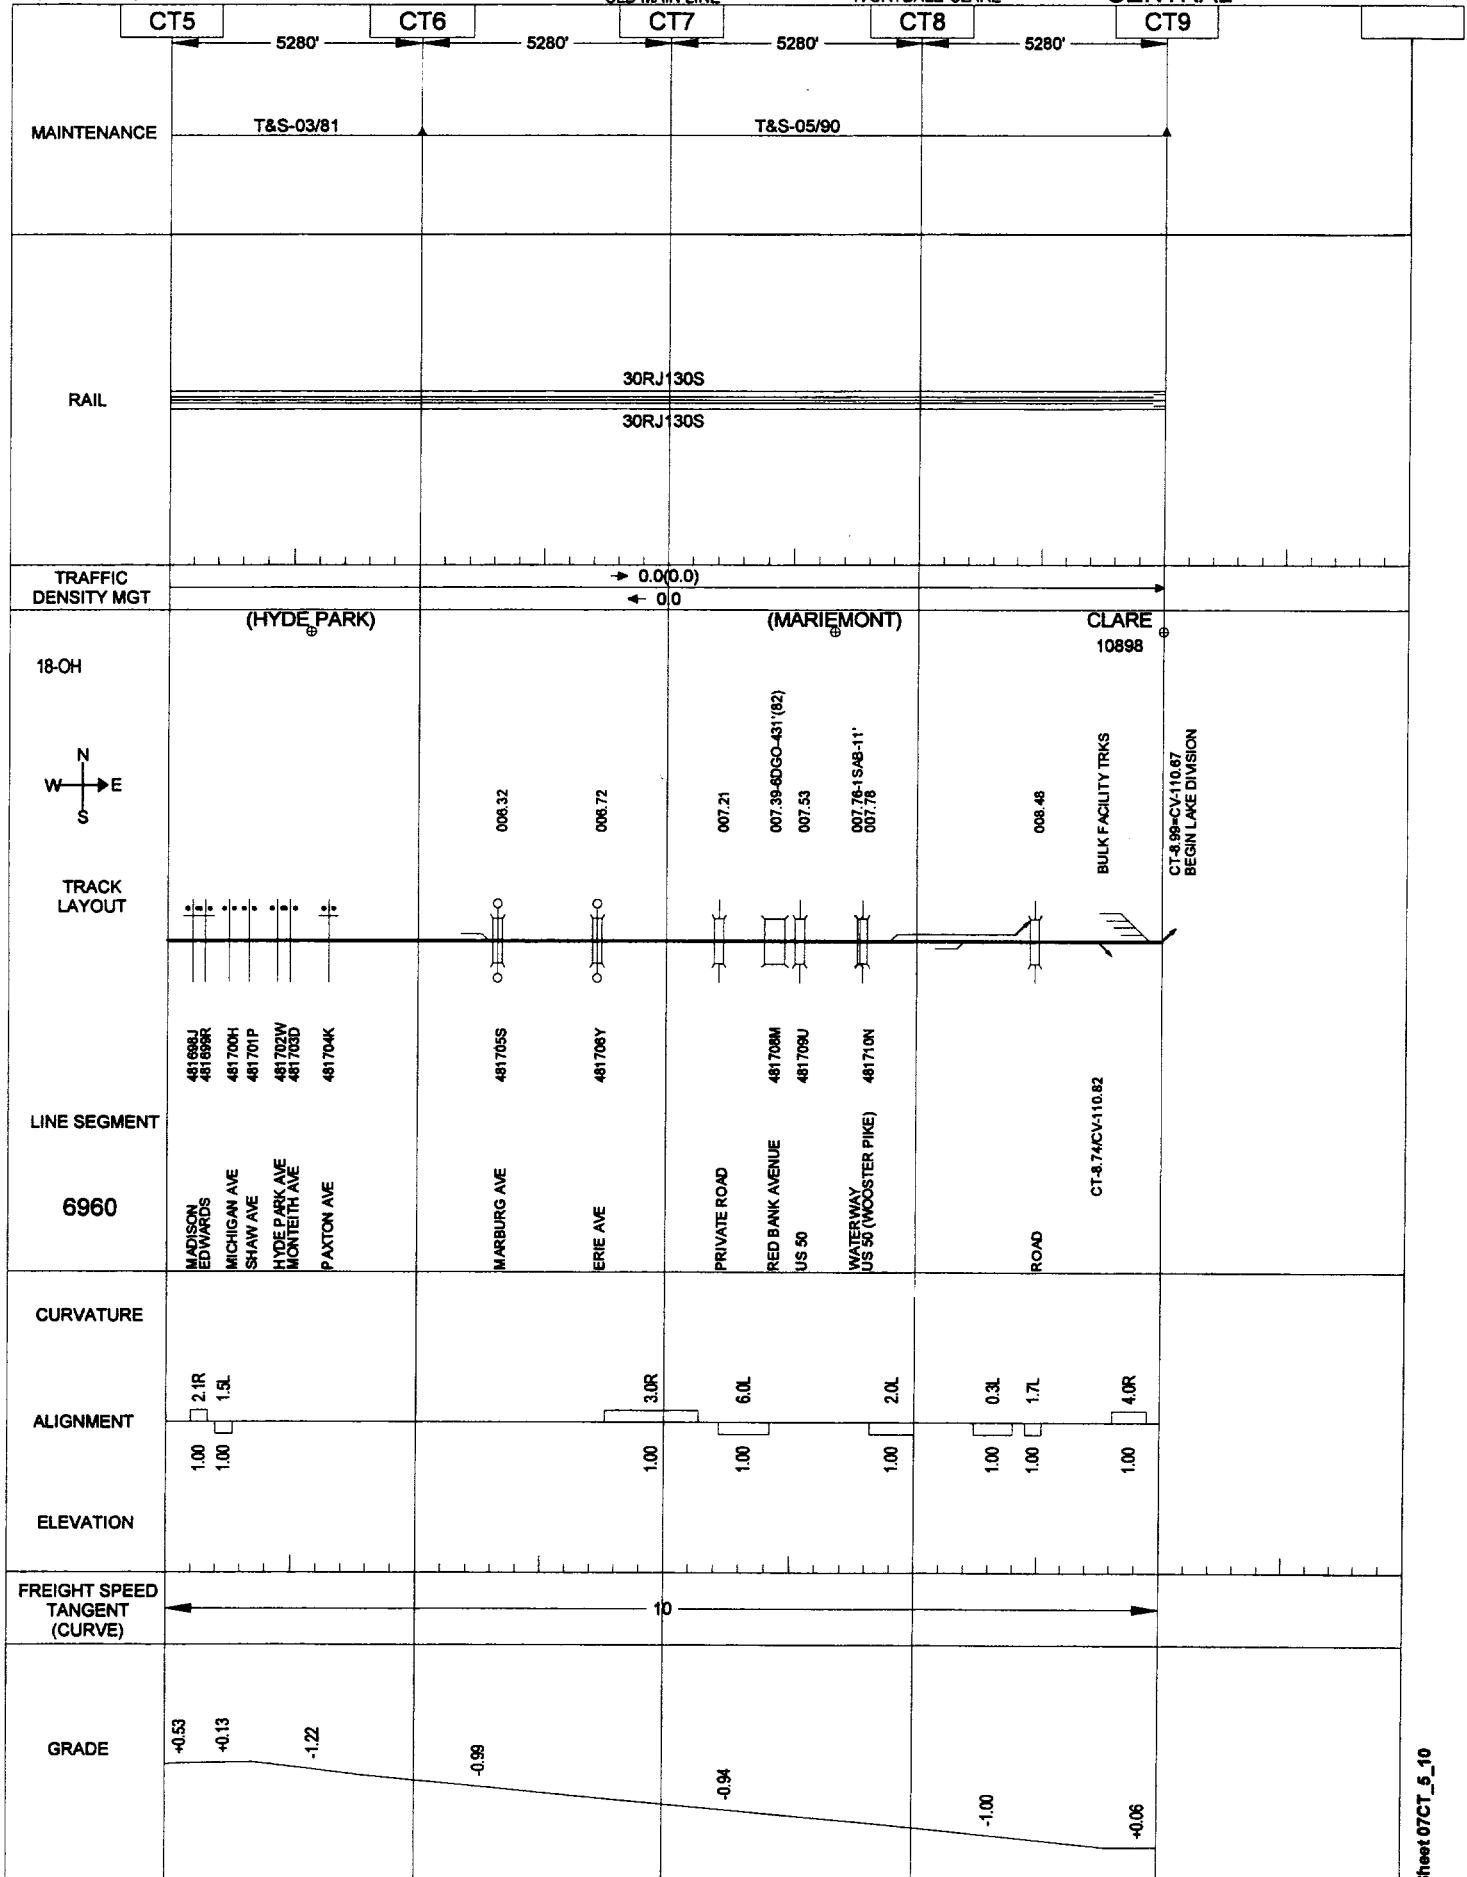 CT5 CT6 CT7 CT8 CT9
5280' 5280' 5280' 5280'
MAINTENANCE
T&S-03/81
T&S-05/90
RAIL
30RJ130S
30RJ130S
TRAFFIC
DENSITY MGT
0.0(0.0)
0.0
(HYDE PARK)
(MARIEMONT)
CLARE
10898
18-OH
N
W E
S
006.32
006.72
007.21
007.39-6DGO-431'(82)
007.53
007.76-1SAB-11'
007.78
008.48
BULK FACILITY TRKS
CT-8.99=CV-110.67
BEGIN LAKE DIVISION
TRACK
LAYOUT
481698J
481699R
481700H
481701P
481702W
481703D
481704K
481705S
481706Y
481708M
481709U
481710N
CT-8.74/CV-110.82
LINE SEGMENT
6960
MADISON
EDWARDS
MICHIGAN AVE
SHAW AVE
HYDE PARK AVE
MONTEITH AVE
PAXTON AVE
MARBURG AVE
ERIE AVE
PRIVATE ROAD
RED BANK AVENUE
US 50
WATERWAY
US 50 (WOOSTER PIKE)
ROAD
CURVATURE
2.1R 1.5L 3.0R 6.0L 2.0L 0.3L 1.7L 4.0R
ALIGNMENT
1.00 1.00 1.00 1.00 1.00 1.00 1.00 1.00
ELEVATION
FREIGHT SPEED
TANGENT
(CURVE)
10
GRADE
+0.53 +0.13 -1.22 -0.99 -0.94 -1.00 +0.06
07CT_5_10